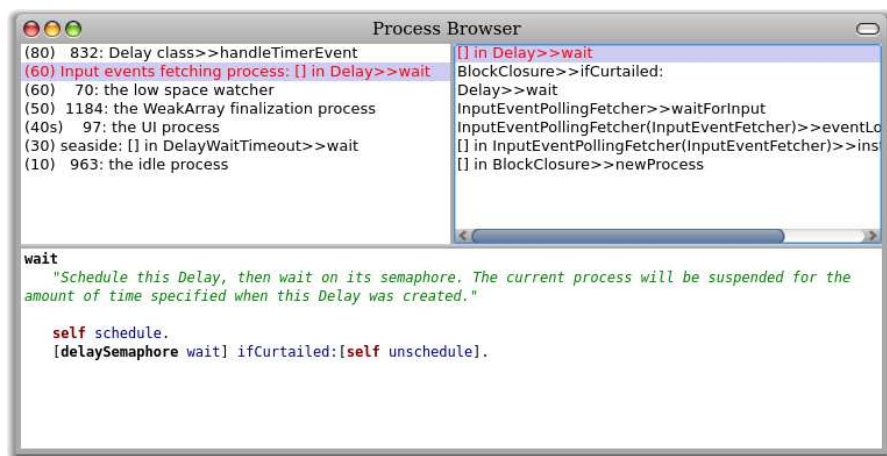 Process Browser
(80) 832: Delay class>>handleTimerEvent
(60) Input events fetching process: [] in Delay>>wait
(60) 70: the low space watcher
(50) 1184: the WeakArray finalization process
(40s) 97: the UI process
(30) seaside: [] in DelayWaitTimeout>>wait
(10) 963: the idle process
[] in Delay>>wait
BlockClosure>>ifCurtailed:
Delay>>wait
InputEventPollingFetcher>>waitForInput
InputEventPollingFetcher(InputEventFetcher)>>eventLo
[] in InputEventPollingFetcher(InputEventFetcher)>>inst
[] in BlockClosure>>newProcess
wait
"Schedule this Delay, then wait on its semaphore. The current process will be suspended for the
amount of time specified when this Delay was created."
self schedule.
[delaySemaphore wait] ifCurtailed:[self unschedule].